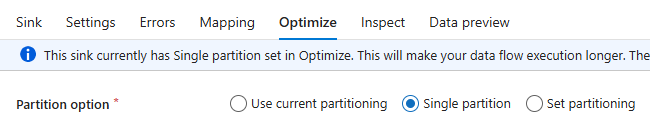 Sink Settings Errors Mapping Optimize Inspect Data preview
This sink currently has Single partition set in Optimize. This will make your data flow execution longer. The
Partition option * Use current partitioning Single partition Set partitioning